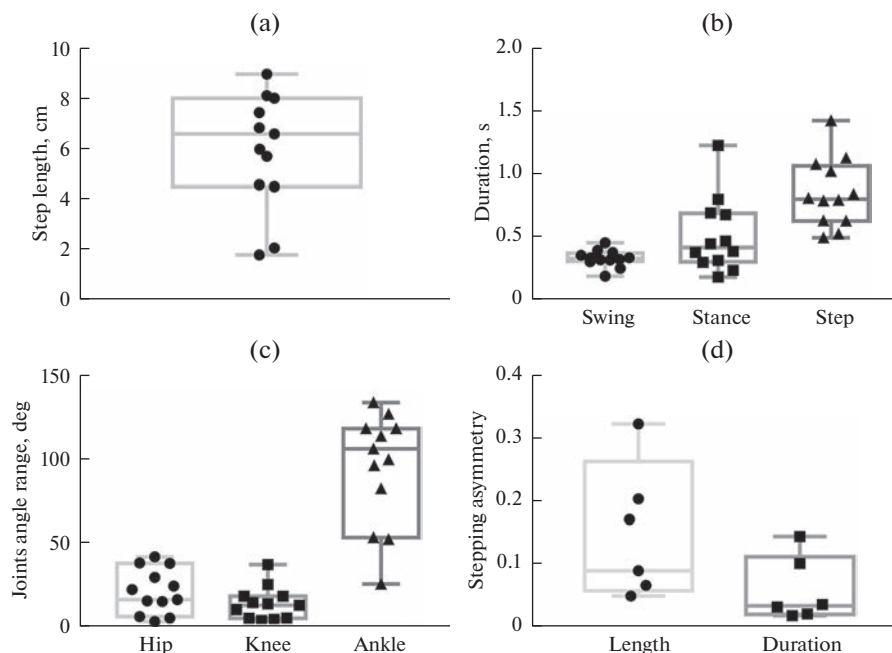 (a)
10
8
6
4
2
0
Step length, cm
(b)
2.0
1.5
1.0
0.5
0
Duration, s
Swing Stance Step
(c)
150
100
50
0
Joints angle range, deg
Hip Knee Ankle
(d)
0.4
0.3
0.2
0.1
0
Stepping asymmetry
Length Duration